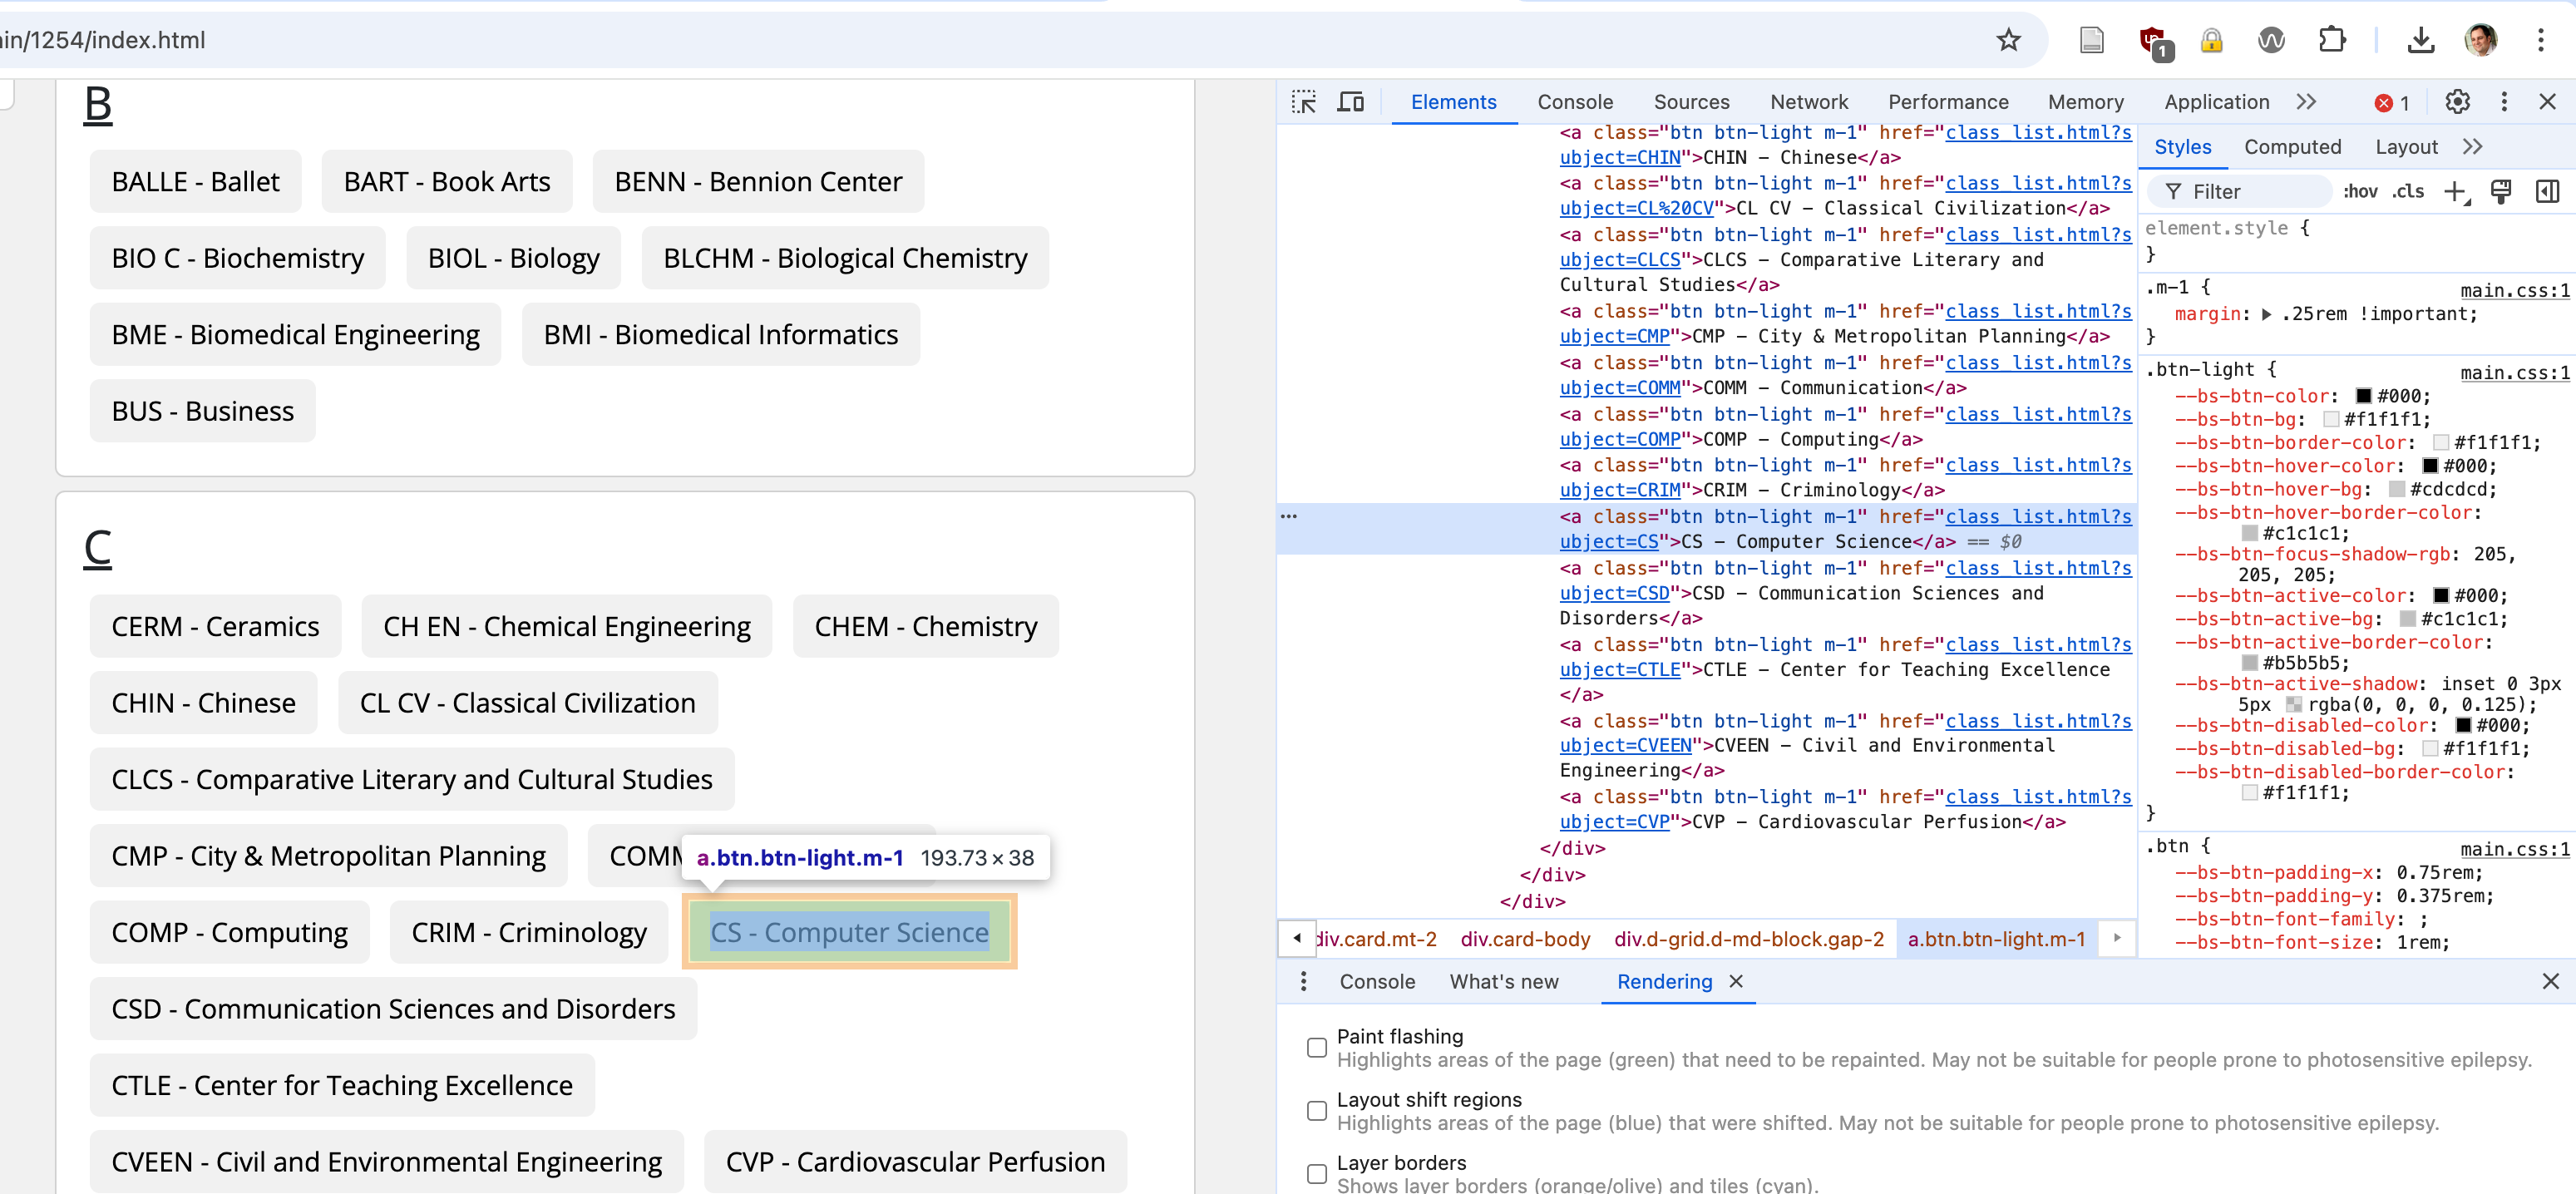 in/1254/index.html
1
B
BALLE - Ballet
BART - Book Arts
BENN - Bennion Center
BIO C - Biochemistry
BIOL - Biology
BLCHM - Biological Chemistry
BME - Biomedical Engineering
BMI - Biomedical Informatics
BUS - Business
C
CERM - Ceramics
CH EN - Chemical Engineering
CHEM - Chemistry
CHIN - Chinese
CL CV - Classical Civilization
CLCS - Comparative Literary and Cultural Studies
CMP - City & Metropolitan Planning
COMM
a.btn.btn-light.m-1 193.73 × 38
COMP - Computing
CRIM - Criminology
CS - Computer Science
CSD - Communication Sciences and Disorders
CTLE - Center for Teaching Excellence
CVEEN - Civil and Environmental Engineering
CVP - Cardiovascular Perfusion
Elements
Console
Sources
Network
Performance
Memory
Application
1
<a class="btn btn-light m-1" href="class_list.html?s
ubject=CHIN">CHIN – Chinese</a>
<a class="btn btn-light m-1" href="class_list.html?s
ubject=CL%20CV">CL CV – Classical Civilization</a>
<a class="btn btn-light m-1" href="class_list.html?s
ubject=CLCS">CLCS – Comparative Literary and
Cultural Studies</a>
<a class="btn btn-light m-1" href="class_list.html?s
ubject=CMP">CMP – City & Metropolitan Planning</a>
<a class="btn btn-light m-1" href="class_list.html?s
ubject=COMM">COMM – Communication</a>
<a class="btn btn-light m-1" href="class_list.html?s
ubject=COMP">COMP – Computing</a>
<a class="btn btn-light m-1" href="class_list.html?s
ubject=CRIM">CRIM – Criminology</a>
<a class="btn btn-light m-1" href="class_list.html?s
ubject=CS">CS – Computer Science</a> == $0
<a class="btn btn-light m-1" href="class_list.html?s
ubject=CSD">CSD – Communication Sciences and
Disorders</a>
<a class="btn btn-light m-1" href="class_list.html?s
ubject=CTLE">CTLE – Center for Teaching Excellence
</a>
<a class="btn btn-light m-1" href="class_list.html?s
ubject=CVEEN">CVEEN – Civil and Environmental
Engineering</a>
<a class="btn btn-light m-1" href="class_list.html?s
ubject=CVP">CVP – Cardiovascular Perfusion</a>
</div>
</div>
</div>
div.card.mt-2
div.card-body
div.d-grid.d-md-block.gap-2
a.btn.btn-light.m-1
Styles
Computed
Layout
Filter
:hov
.cls
element.style {
}
.m-1 {
main.css:1
margin: .25rem !important;
}
.btn-light {
main.css:1
--bs-btn-color: #000;
--bs-btn-bg: #f1f1f1;
--bs-btn-border-color: #f1f1f1;
--bs-btn-hover-color: #000;
--bs-btn-hover-bg: #cdcdcd;
--bs-btn-hover-border-color:
#c1c1c1;
--bs-btn-focus-shadow-rgb: 205,
205, 205;
--bs-btn-active-color: #000;
--bs-btn-active-bg: #c1c1c1;
--bs-btn-active-border-color:
#b5b5b5;
--bs-btn-active-shadow: inset 0 3px
5px rgba(0, 0, 0, 0.125);
--bs-btn-disabled-color: #000;
--bs-btn-disabled-bg: #f1f1f1;
--bs-btn-disabled-border-color:
#f1f1f1;
}
.btn {
main.css:1
--bs-btn-padding-x: 0.75rem;
--bs-btn-padding-y: 0.375rem;
--bs-btn-font-family: ;
--bs-btn-font-size: 1rem;
Console
What's new
Rendering
Paint flashing
Highlights areas of the page (green) that need to be repainted. May not be suitable for people prone to photosensitive epilepsy.
Layout shift regions
Highlights areas of the page (blue) that were shifted. May not be suitable for people prone to photosensitive epilepsy.
Layer borders
Shows layer borders (orange/olive) and tiles (cyan).